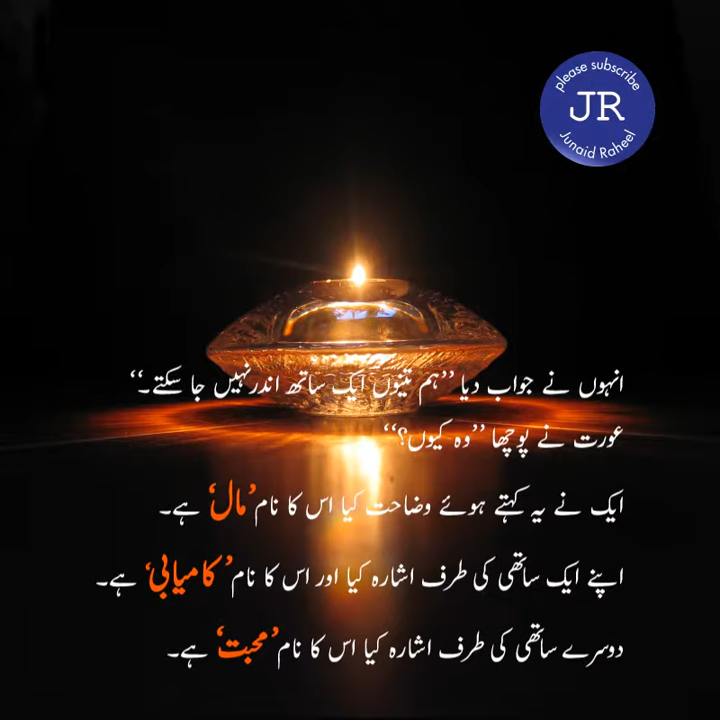 please subscribe
JR
Junaid Raheel
انہوں نے جواب دیا ’’ہم تینوں ایک ساتھ اندرنہیں جا سکتے۔‘‘
عورت نے پوچھا ’’وہ کیوں؟‘‘
ایک نے یہ کہتے ہوئے وضاحت کیا اس کا نام ’مال‘ ہے۔
اپنے ایک ساتھی کی طرف اشارہ کیا اور اس کا نام ’کامیابی‘ ہے۔
دوسرے ساتھی کی طرف اشارہ کیا اس کا نام ’محبت‘ ہے۔